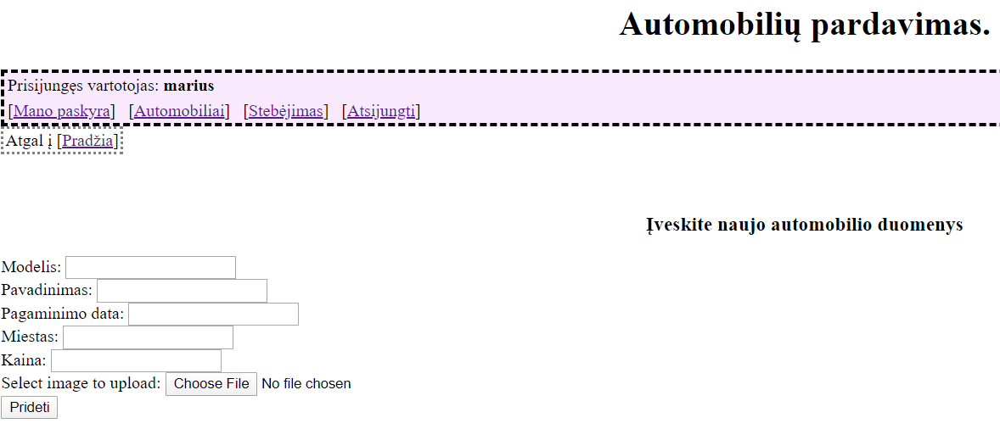 Automobilių pardavimas.
Prisijungęs vartotojas: marius
[Mano paskyra] [Automobiliai] [Stebėjimas] [Atsijungti]
Atgal į [Pradžia]
Įveskite naujo automobilio duomenys
Modelis:
Pavadinimas:
Pagaminimo data:
Miestas:
Kaina:
Select image to upload: Choose File No file chosen
Prideti